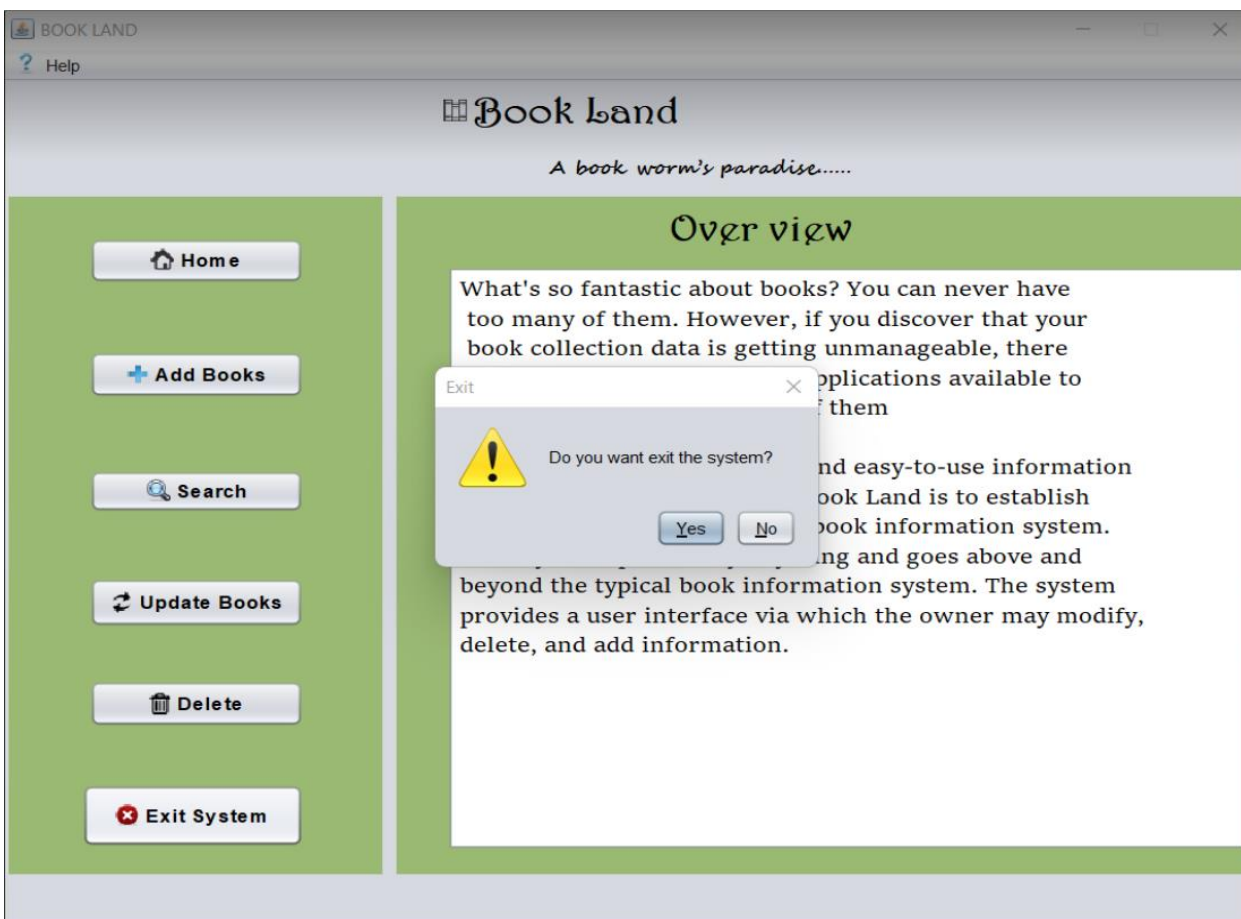 BOOK LAND
Help
Book Land
A book worm's paradise......
Home
Add Books
Search
Update Books
Delete
Exit System
Over view
What's so fantastic about books? You can never have
too many of them. However, if you discover that your
book collection data is getting unmanageable, there
pplications available to
them
nd easy-to-use information
ook Land is to establish
book information system.
ng and goes above and
beyond the typical book information system. The system
provides a user interface via which the owner may modify,
delete, and add information.
Exit
Do you want exit the system?
Yes
No